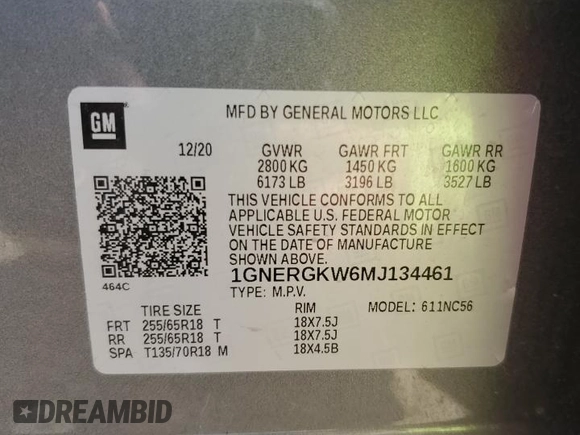 GM
MFD BY GENERAL MOTORS LLC
12/20 GVWR GAWR FRT GAWR RR
2800 KG 1450 KG 1600 KG
6173 LB 3196 LB 3527 LB
THIS VEHICLE CONFORMS TO ALL
APPLICABLE U.S. FEDERAL MOTOR
VEHICLE SAFETY STANDARDS IN EFFECT
ON THE DATE OF MANUFACTURE
SHOWN ABOVE.
464C
1GNERGKW6MJ134461
TYPE: M.P.V. MODEL: 611NC56
TIRE SIZE RIM
FRT 255/65R18 T 18X7.5J
RR 255/65R18 T 18X7.5J
SPA T135/70R18 M 18X4.5B
DREAMBID